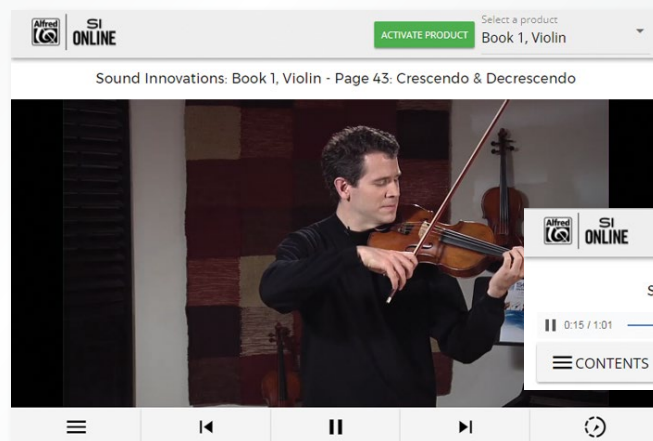 Alfred
SI
ONLINE
ACTIVATE PRODUCT
Select a product
Book 1, Violin
Sound Innovations: Book 1, Violin - Page 43: Crescendo & Decrescendo
Alfred
SI
ONLINE
S
0:15 / 1:01
CONTENTS